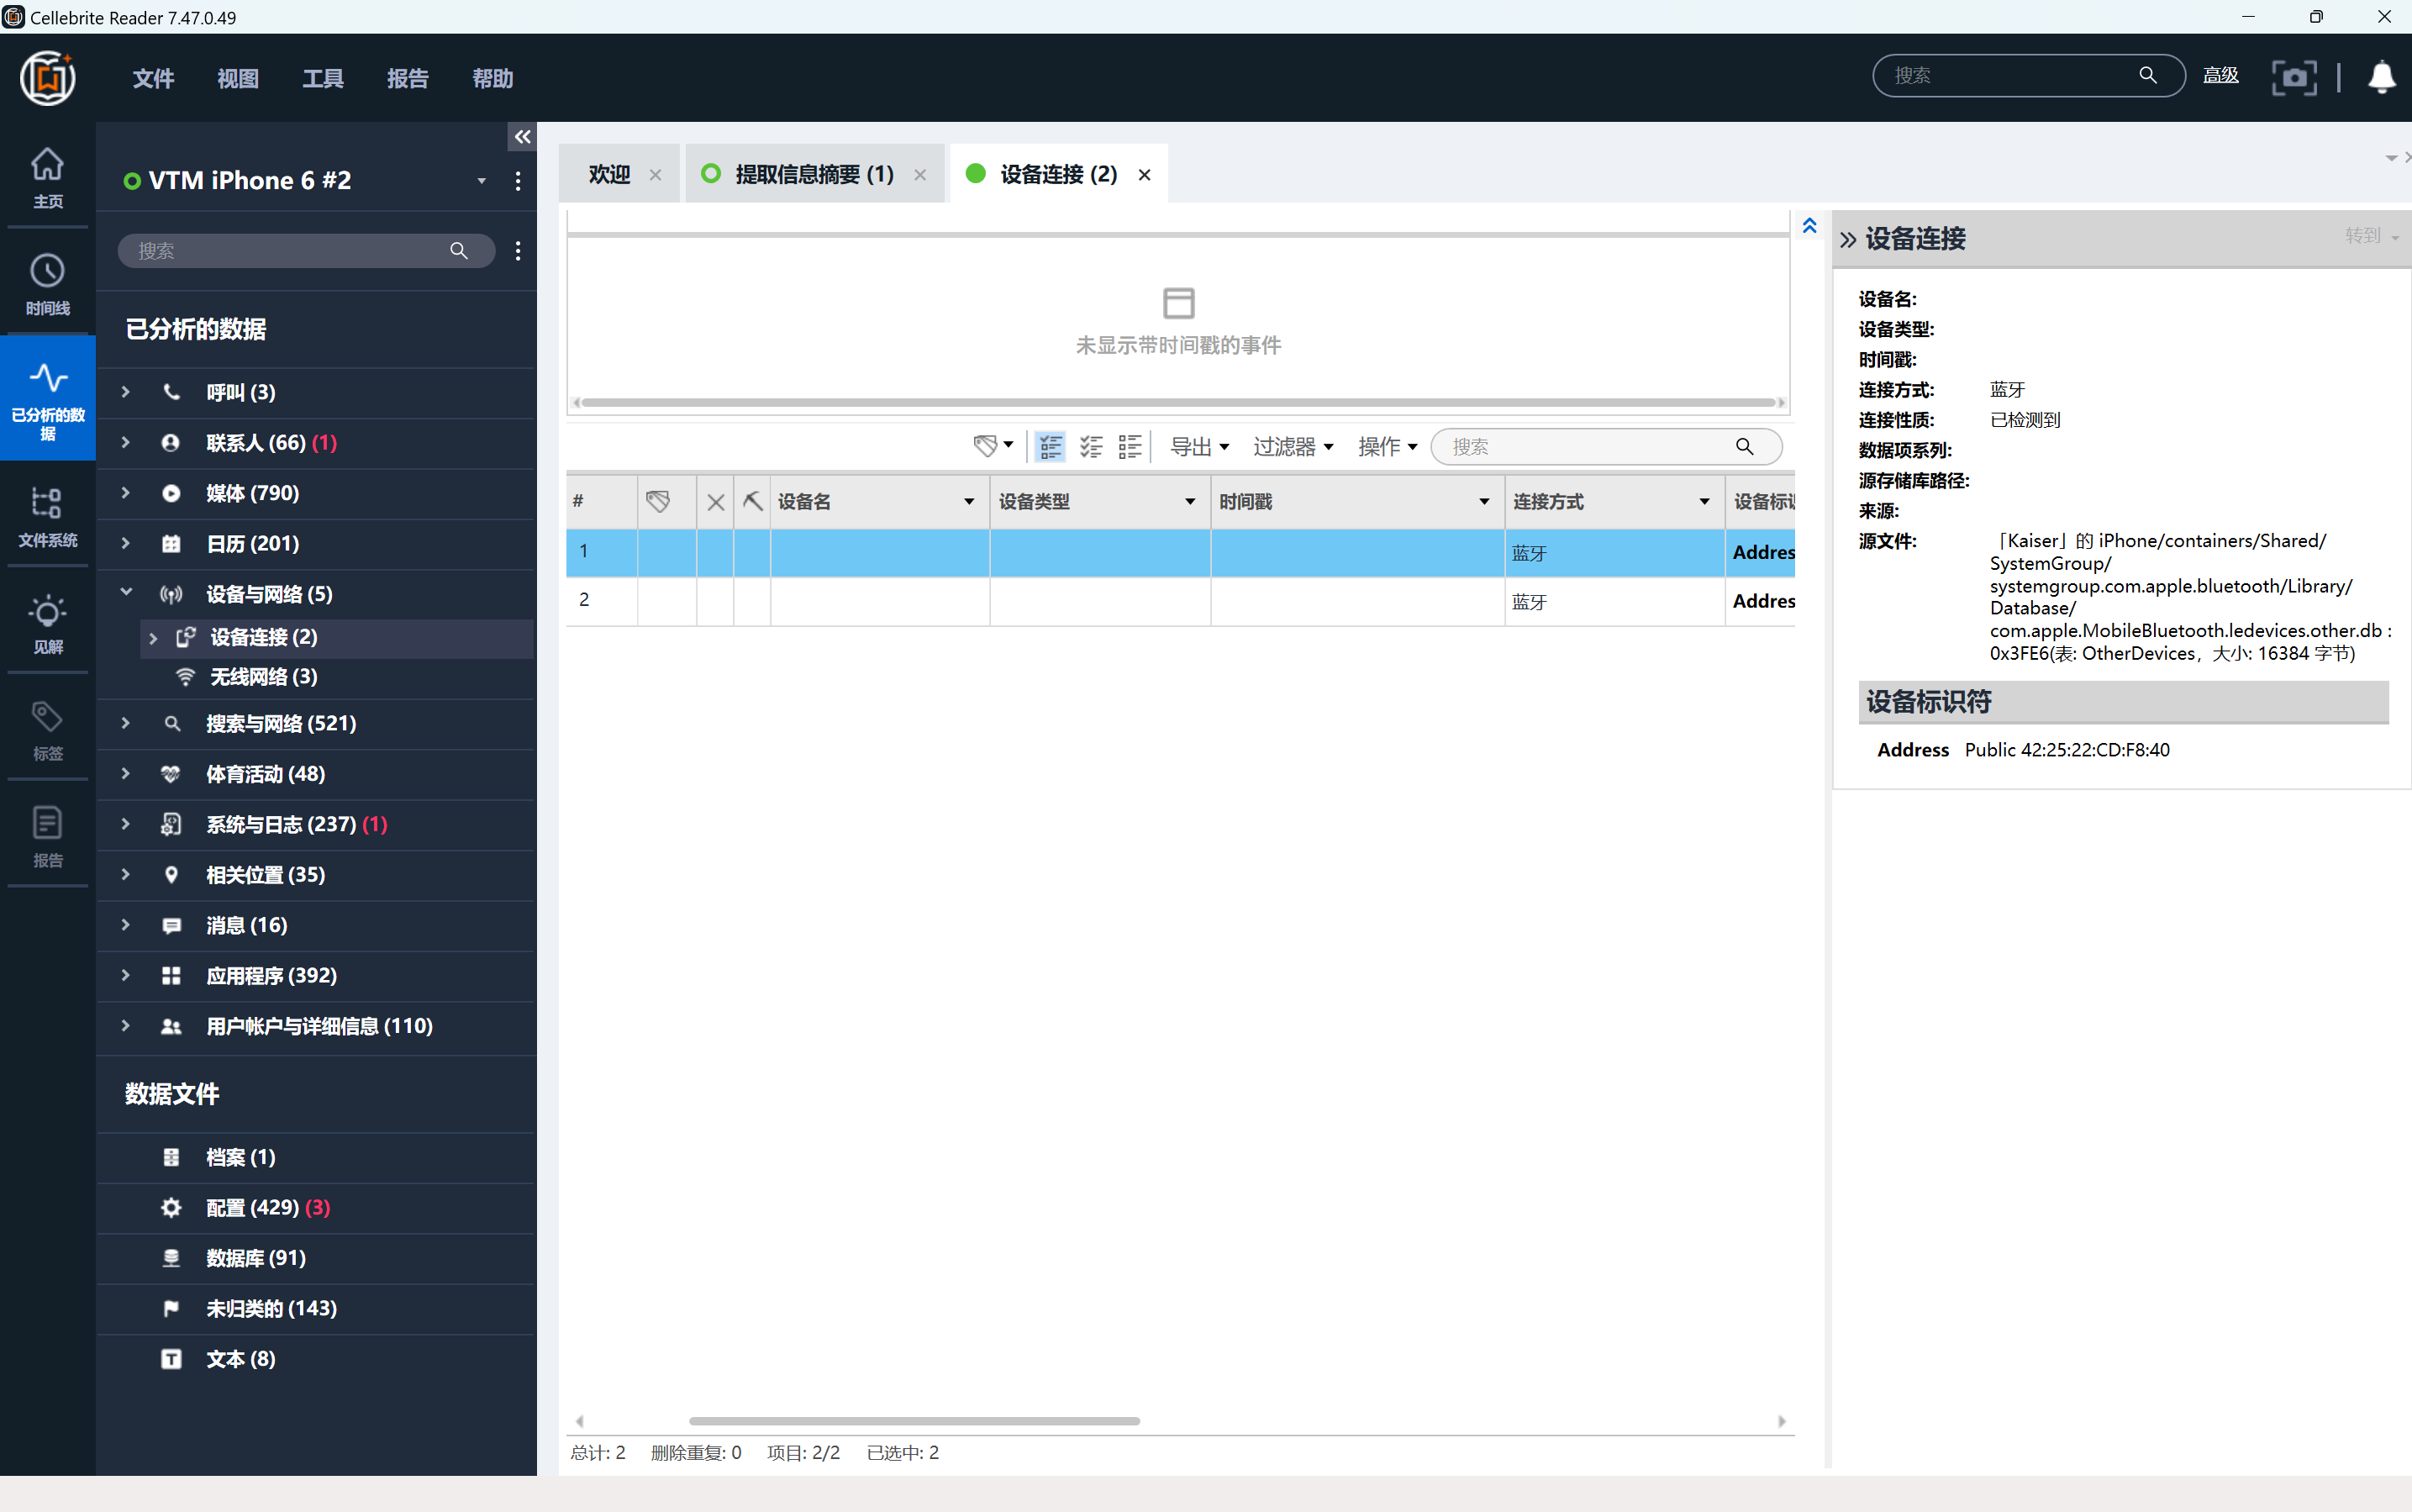 Cellebrite Reader 7.47.0.49
文件 视图 工具 报告 帮助
搜索 高级
主页
时间线
已分析的数据
文件系统
见解
标签
报告
VTM iPhone 6 #2
搜索
已分析的数据
呼叫 (3)
联系人 (66) (1)
媒体 (790)
日历 (201)
设备与网络 (5)
设备连接 (2)
无线网络 (3)
搜索与网络 (521)
体育活动 (48)
系统与日志 (237) (1)
相关位置 (35)
消息 (16)
应用程序 (392)
用户帐户与详细信息 (110)
数据文件
档案 (1)
配置 (429) (3)
数据库 (91)
未归类的 (143)
文本 (8)
欢迎 提取信息摘要 (1) 设备连接 (2)
未显示带时间戳的事件
导出 过滤器 操作 搜索
# 设备名 设备类型 时间戳 连接方式 设备标识
1 蓝牙 Addres
2 蓝牙 Addres
总计: 2 删除重复: 0 项目: 2/2 已选中: 2
设备连接 转到
设备名:
设备类型:
时间戳:
连接方式: 蓝牙
连接性质: 已检测到
数据项系列:
源存储库路径:
来源:
源文件: 「Kaiser」的 iPhone/containers/Shared/
SystemGroup/
systemgroup.com.apple.bluetooth/Library/
Database/
com.apple.MobileBluetooth.ledevices.other.db :
0x3FE6(表: OtherDevices，大小: 16384 字节)
设备标识符
Address Public 42:25:22:CD:F8:40